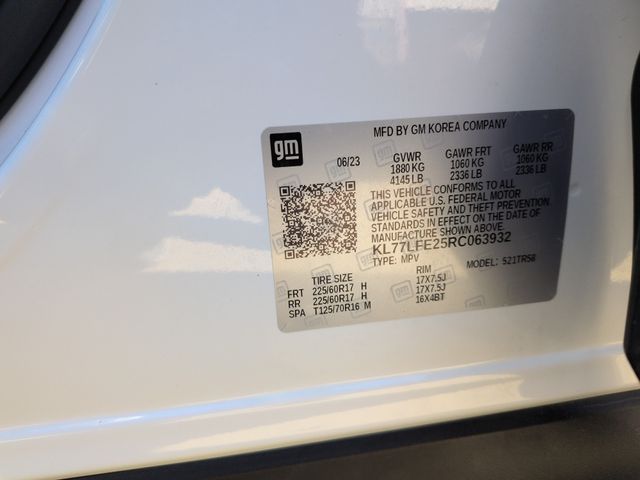 MFD BY GM KOREA COMPANY
gm
06/23 GVWR GAWR FRT GAWR RR
1880 KG 1060 KG 1060 KG
4145 LB 2336 LB 2336 LB
THIS VEHICLE CONFORMS TO ALL
APPLICABLE U.S. FEDERAL MOTOR
VEHICLE SAFETY AND THEFT PREVENTION
STANDARDS IN EFFECT ON THE DATE OF
MANUFACTURE SHOWN ABOVE.
KL77LFE25RC063932
TYPE: MPV MODEL: 521TR58
TIRE SIZE RIM
FRT 225/60R17 H 17X7.5J
RR 225/60R17 H 17X7.5J
SPA T125/70R16 M 16X4BT